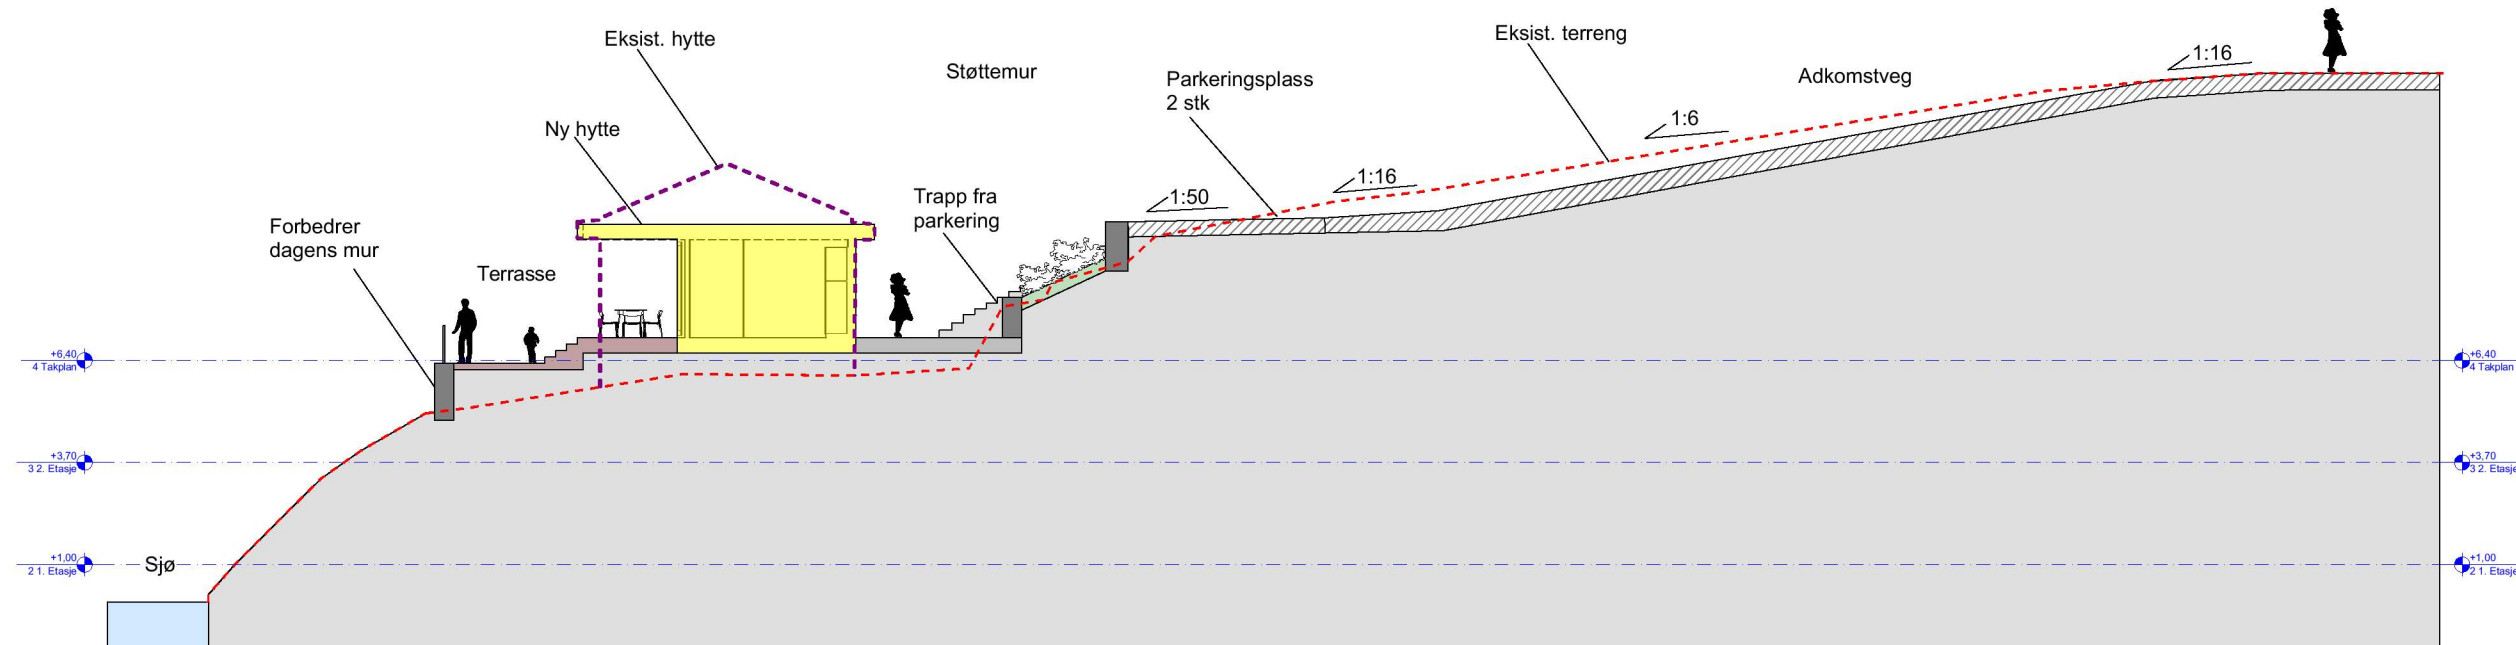 Eksist. hytte
Støttemur
Parkeringsplass
2 stk
Eksist. terreng
Adkomstveg
1:16
Ny hytte
1:6
Forbedrer
dagens mur
Terrasse
Trapp fra
parkering
1:50
1:16
+6,40
4 Takplan
+6,40
4 Takplan
+3,70
3 2. Etasje
+3,70
3 2. Etasje
+1,00
2 1. Etasje
Sjø
+1,00
2 1. Etasje